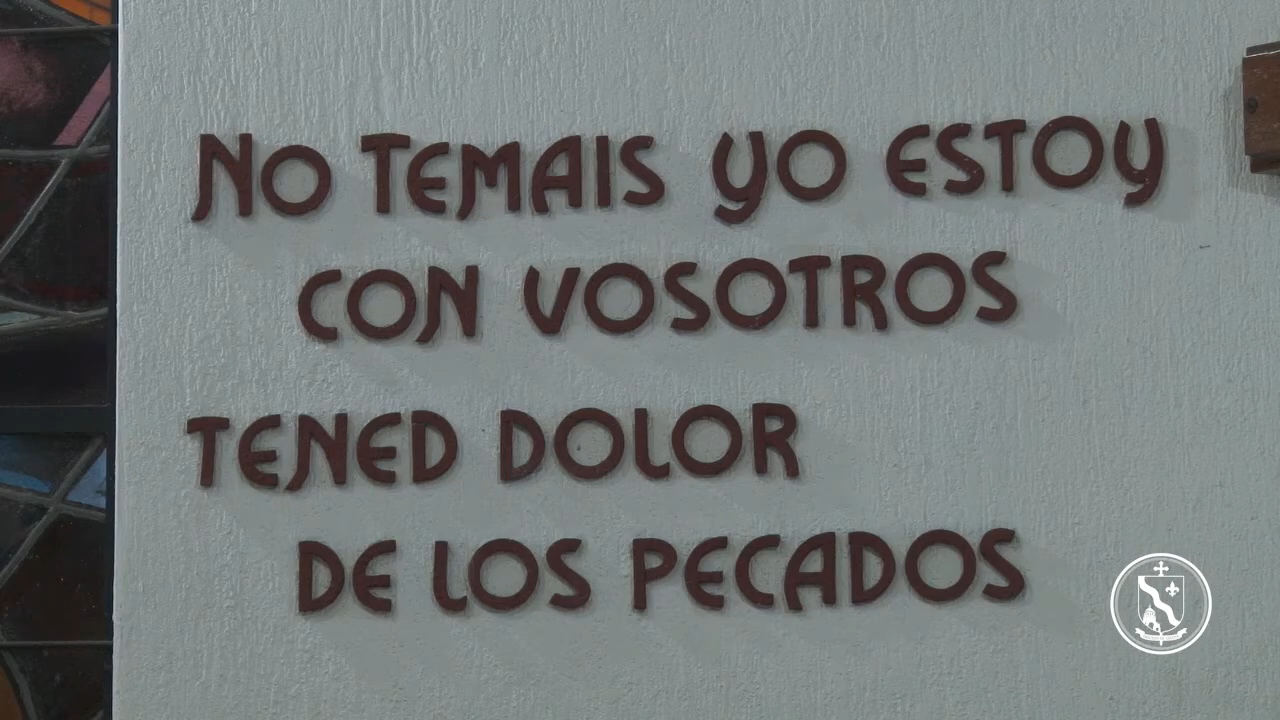 No TEMAIS YO ESTOY
CON VOSOTROS
TENED DOLOR
DE LOS PECADOS